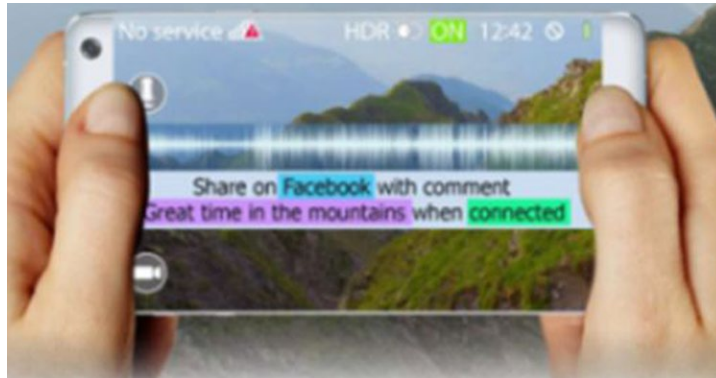 No service HDR ON 12:42
Share on Facebook with comment
Great time in the mountains when connected